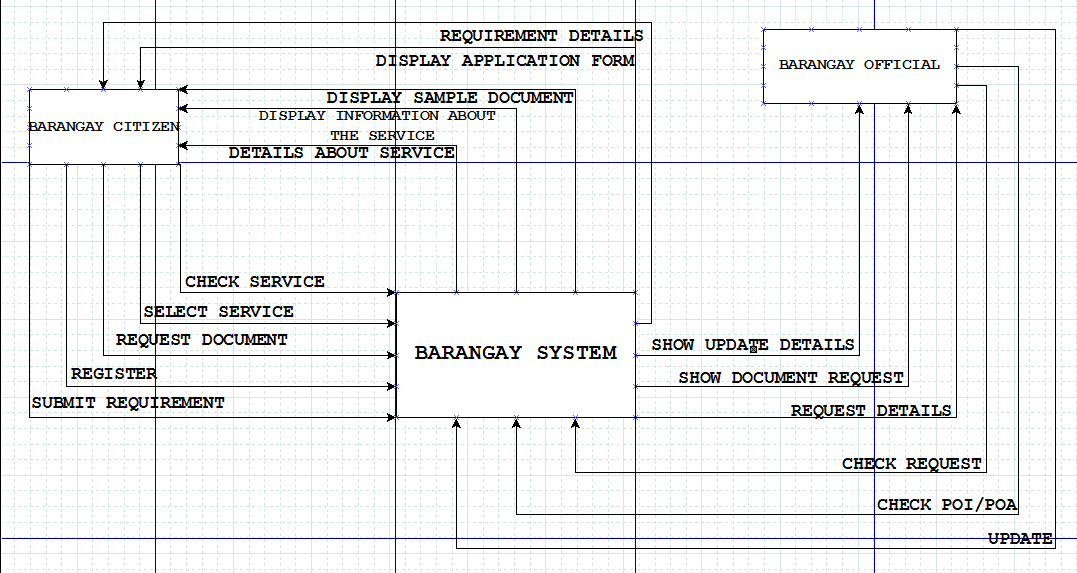 REQUIREMENT DETAILS
DISPLAY APPLICATION FORM
BARANGAY OFFICIAL
DISPLAY SAMPLE DOCUMENT
DISPLAY INFORMATION ABOUT
THE SERVICE
BARANGAY CITIZEN
DETAILS ABOUT SERVICE
CHECK SERVICE
SELECT SERVICE
REQUEST DOCUMENT
REGISTER
SUBMIT REQUIREMENT
BARANGAY SYSTEM
SHOW UPDATE DETAILS
SHOW DOCUMENT REQUEST
REQUEST DETAILS
CHECK REQUEST
CHECK POI/POA
UPDATE